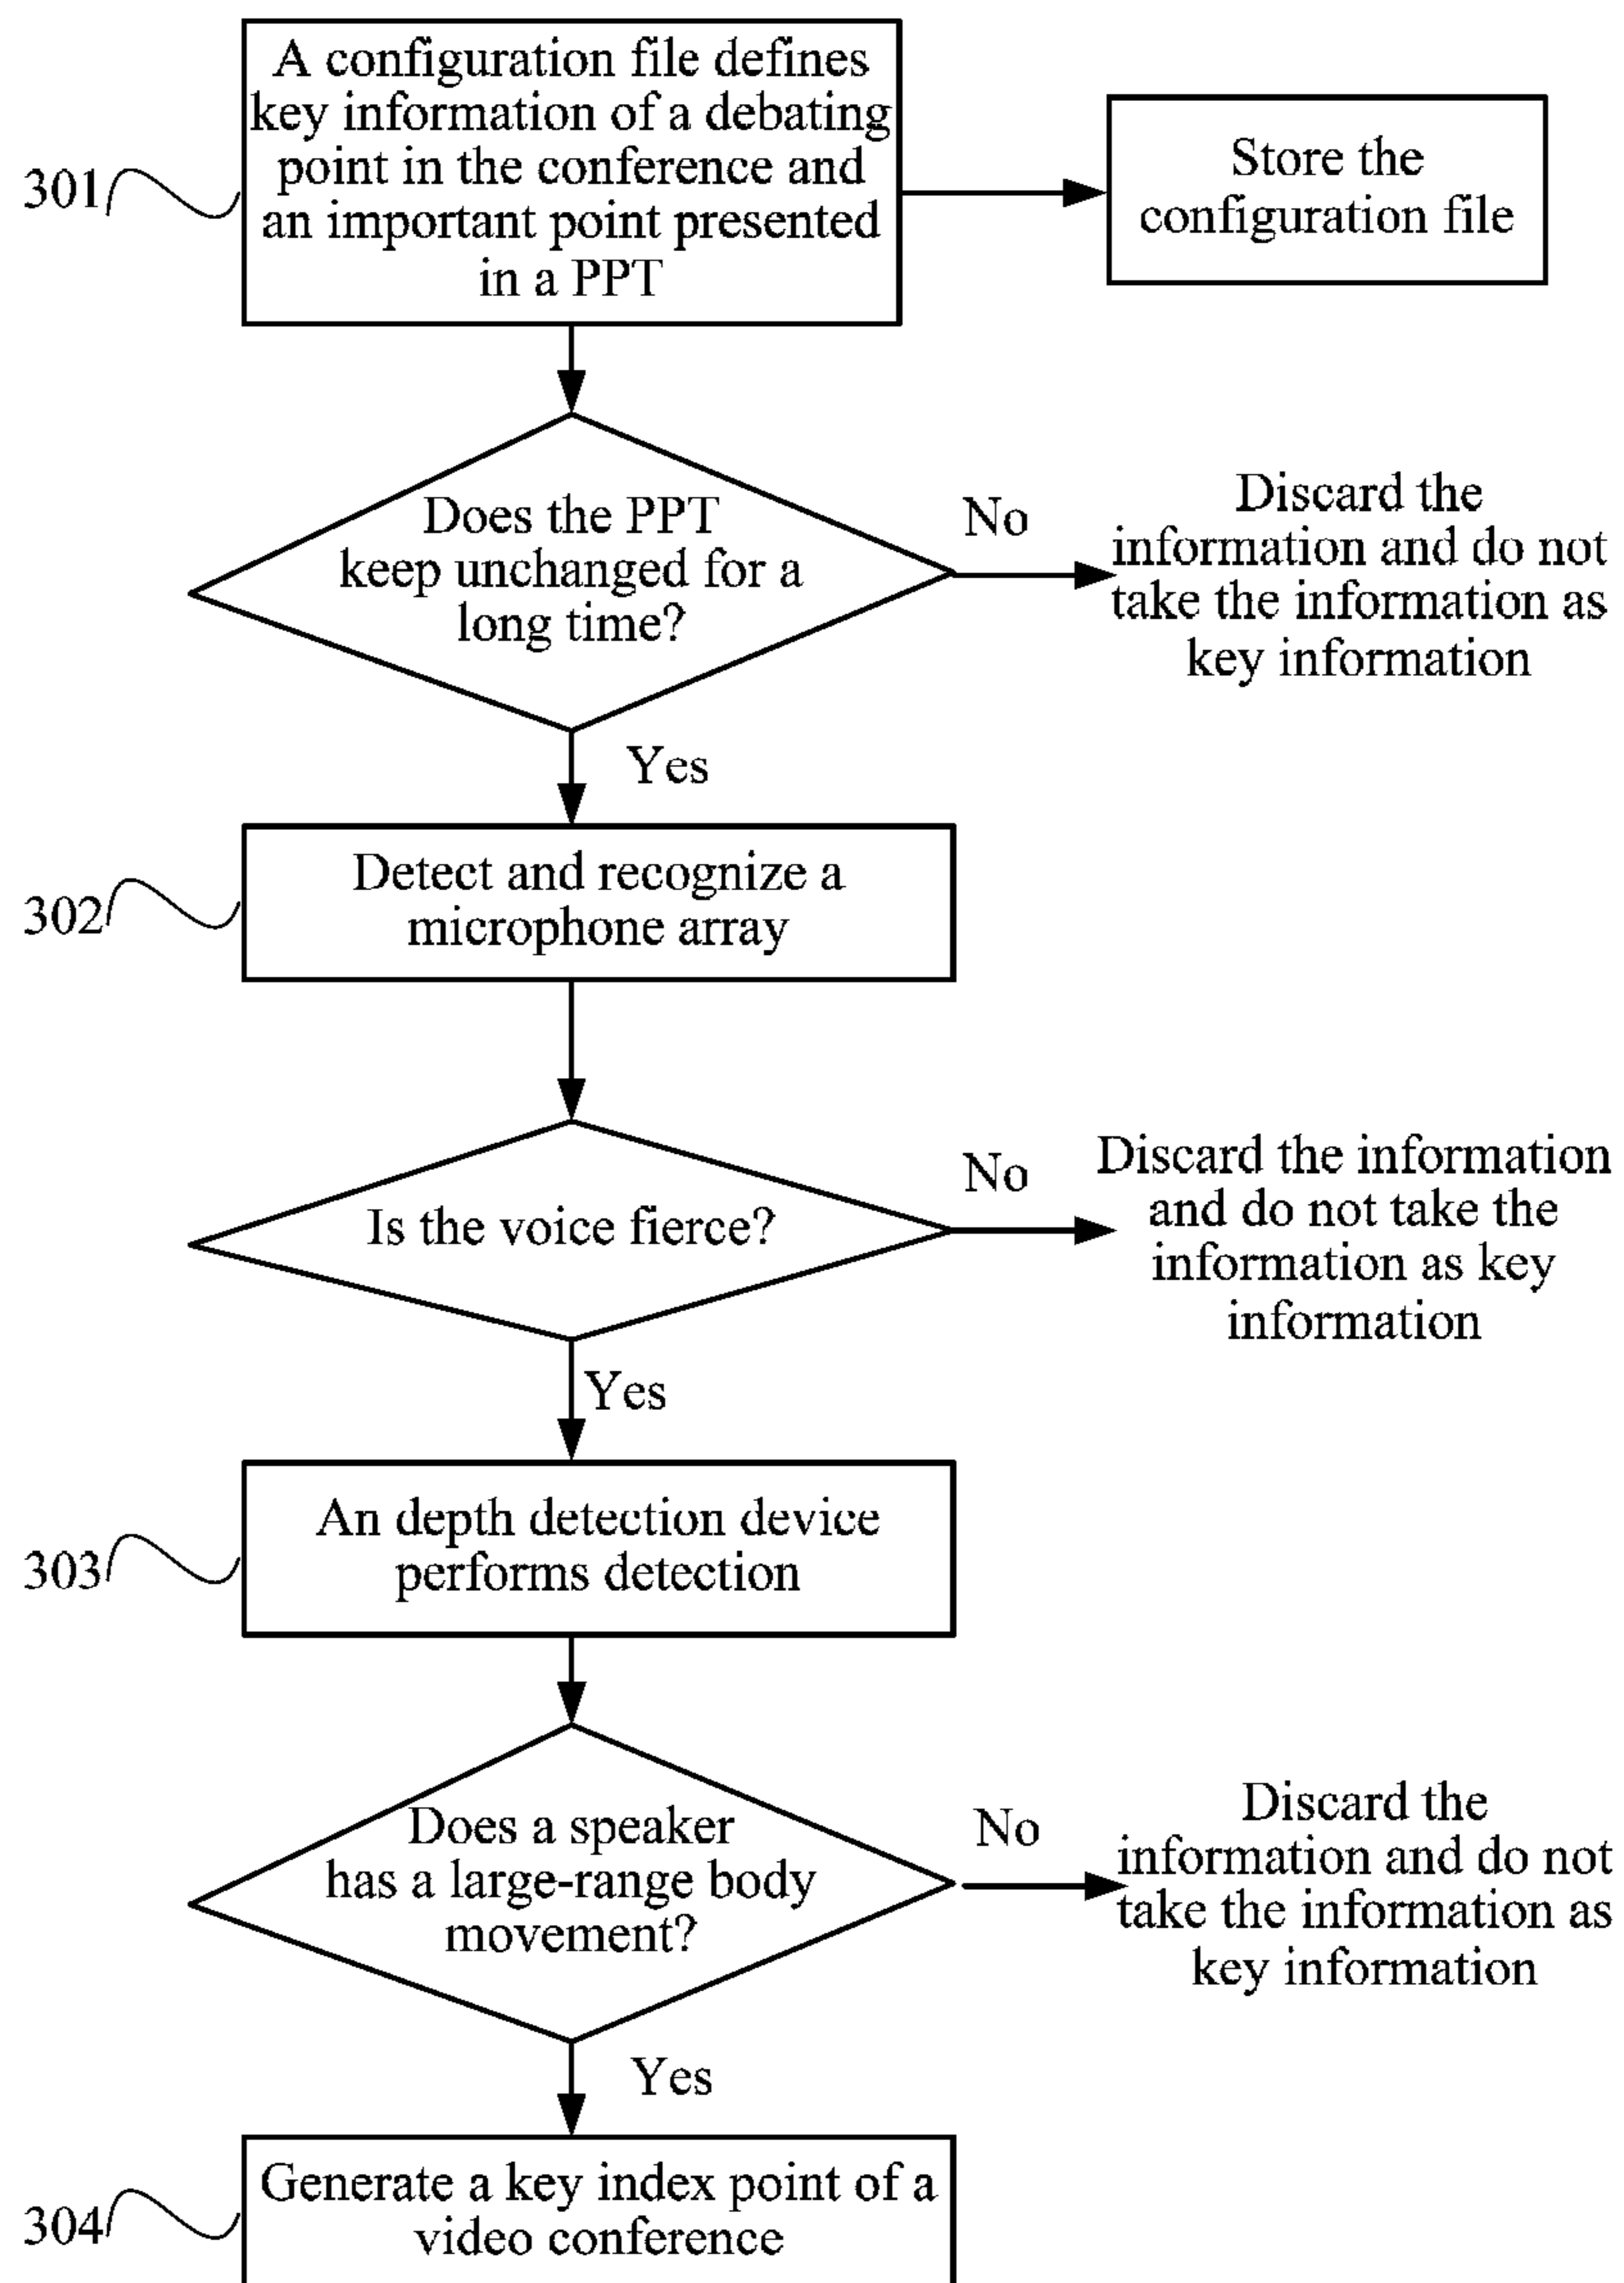 A configuration file defines
key information of a debating
point in the conference and
an important point presented
in a PPT
301
Store the
configuration file
Does the PPT
keep unchanged for a
long time?
No
Discard the
information and do not
take the information as
key information
Yes
302
Detect and recognize a
microphone array
Is the voice fierce?
No
Discard the information
and do not take the
information as key
information
Yes
303
An depth detection device
performs detection
Does a speaker
has a large-range body
movement?
No
Discard the
information and do not
take the information as
key information
Yes
304
Generate a key index point of a
video conference